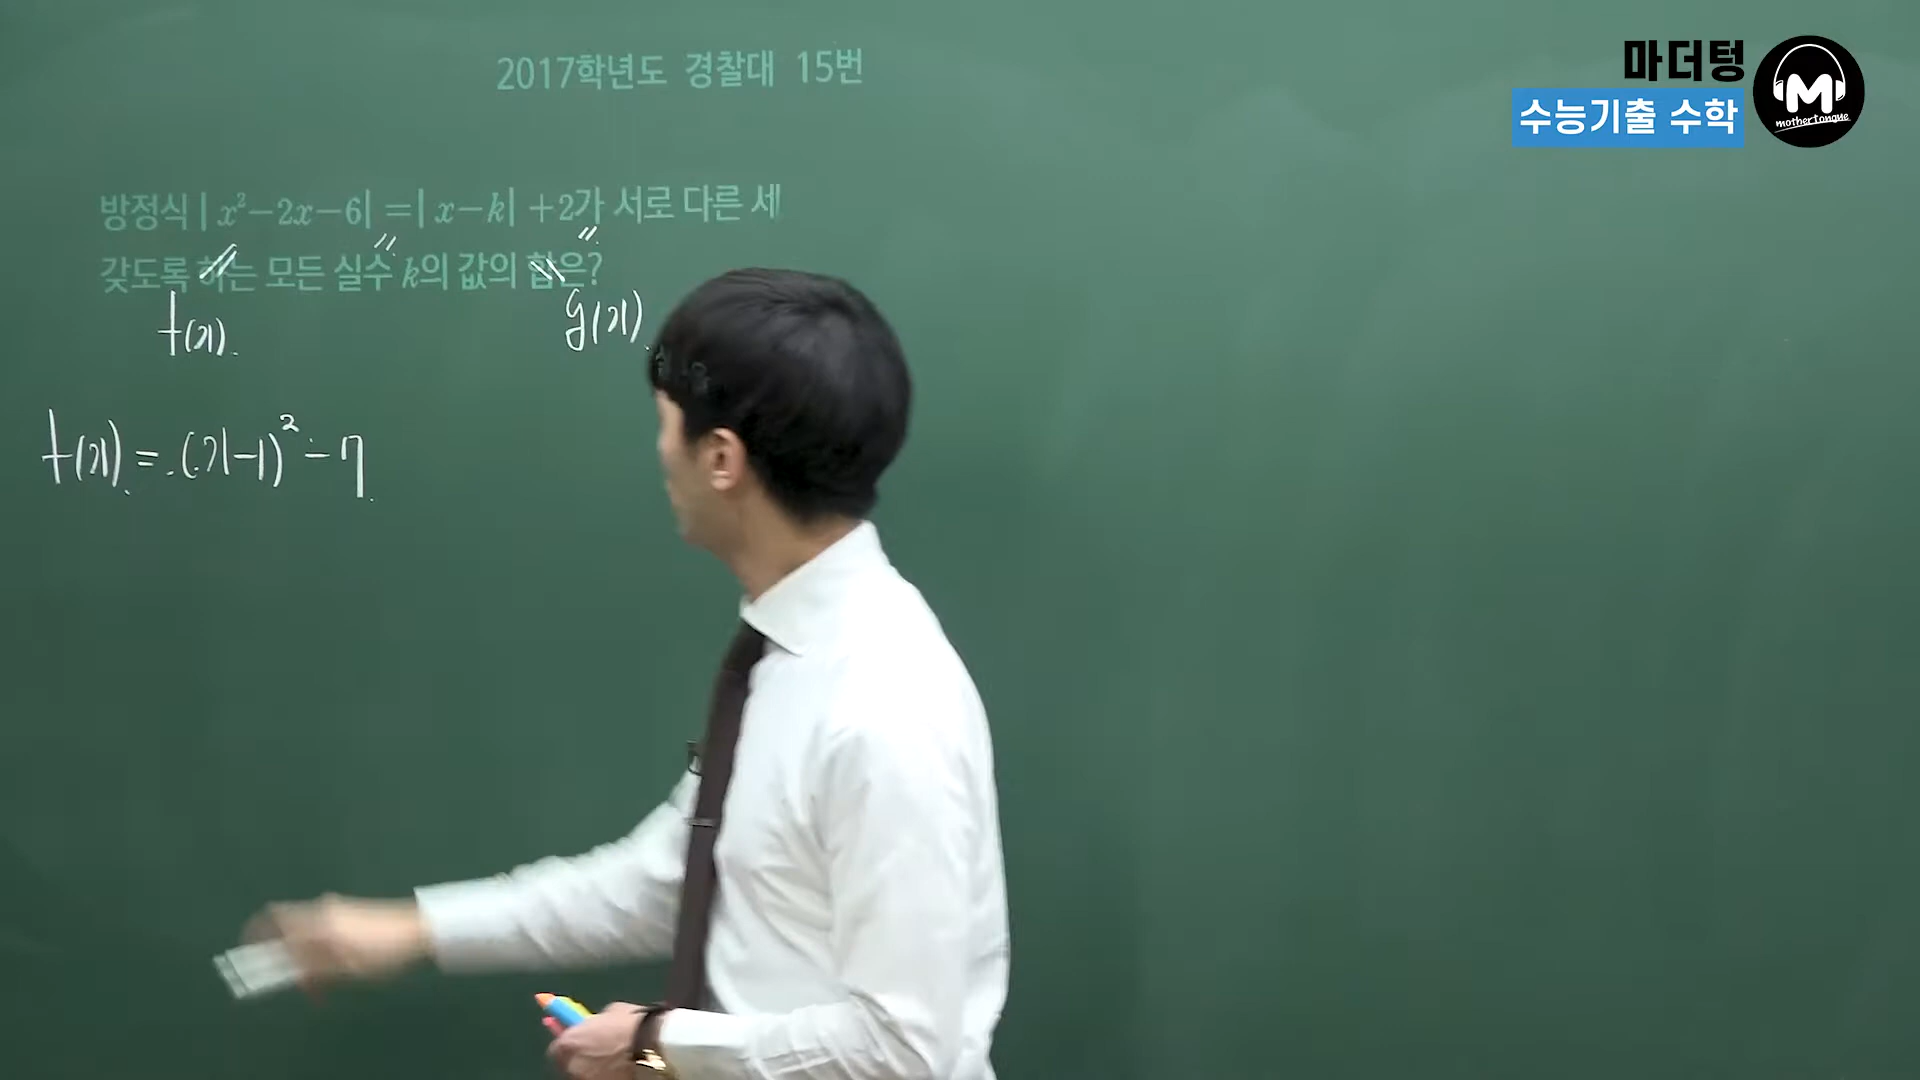 2017학년도 경찰대 15번
마더텅
수능기출 수학
M
mothertongue
방정식 | x²-2x-6| =| x-k| +2가 서로 다른 세
갖도록 하는 모든 실수 k의 값의 합은?
f(x)
g(x)
f(x) = (x-1)² - 7